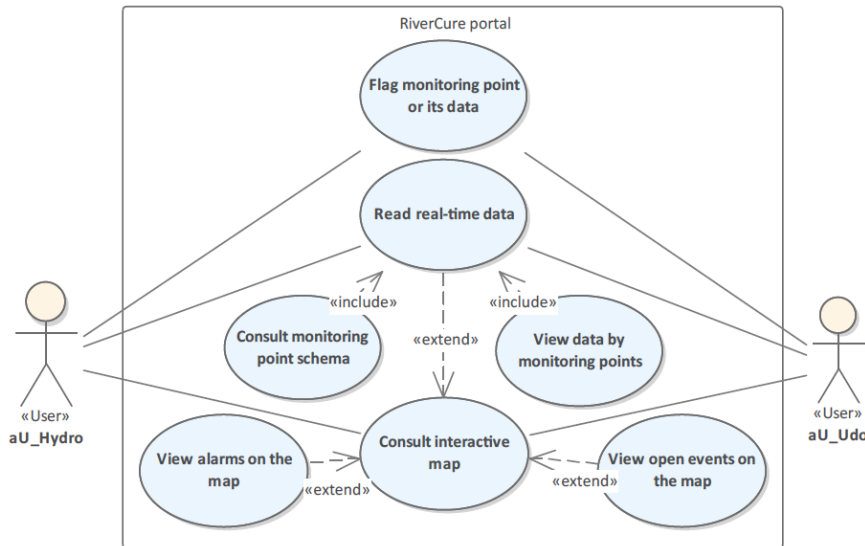 RiverCure portal
Flag monitoring point
or its data
Read real-time data
«include»
«include»
Consult monitoring
point schema
«extend»
View data by
monitoring points
«User»
aU_Hydro
«User»
aU_Udo
View alarms on the
map
«extend»
Consult interactive
map
View open events on
the map
«extend»